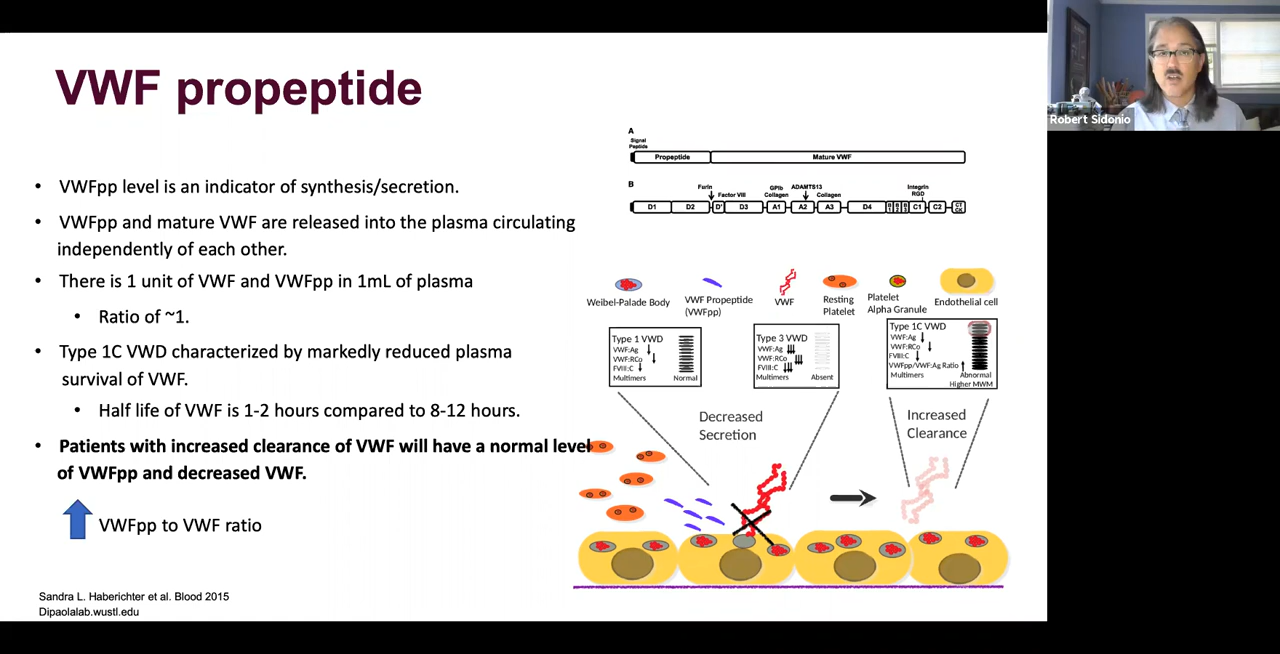 VWF propeptide
• VWFpp level is an indicator of synthesis/secretion.
• VWFpp and mature VWF are released into the plasma circulating
independently of each other.
• There is 1 unit of VWF and VWFpp in 1mL of plasma
• Ratio of ~1.
• Type 1C VWD characterized by markedly reduced plasma
survival of VWF.
• Half life of VWF is 1-2 hours compared to 8-12 hours.
• Patients with increased clearance of VWF will have a normal level
of VWFpp and decreased VWF.
VWFpp to VWF ratio
Sandra L. Haberichter et al. Blood 2015
Dipaolalab.wustl.edu
A
Signal
Peptide
Propeptide
Mature VWF
B
Furin
Factor VIII
GPIb
Collagen
ADAMTS13
Collagen
Integrin
RGD
D1 D2 D' D3 A1 A2 A3 D4 C1 C2
Weibel-Palade Body
VWF Propeptide
(VWFpp)
VWF
Resting
Platelet
Platelet
Alpha Granule
Endothelial cell
Type 1 VWD
VWF:Ag
VWF:RCo
FVIII:C
Multimers Normal
Type 3 VWD
VWF:Ag
VWF:RCo
FVIII:C
Multimers Absent
Type 1C VWD
VWF:Ag
VWF:RCo
FVIII:C
VWFpp/VWF:Ag Ratio
Multimers Abnormal
Higher MWM
Decreased
Secretion
Increased
Clearance
Robert Sidonio